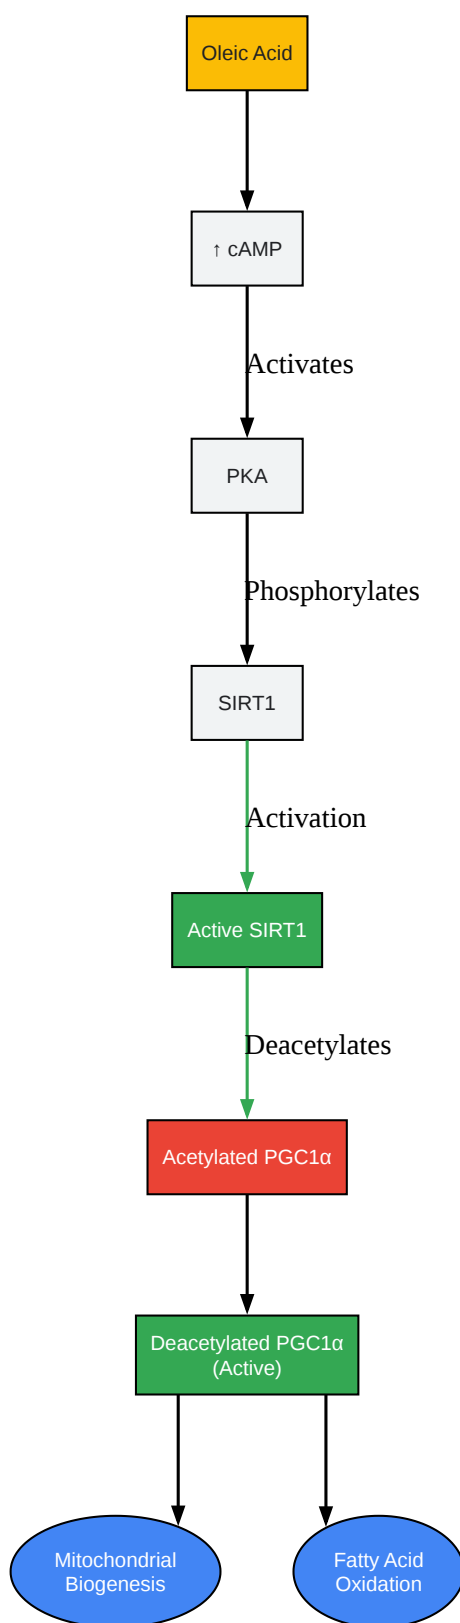 Oleic Acid
↑ cAMP
Activates
PKA
Phosphorylates
SIRT1
Activation
Active SIRT1
Deacetylates
Acetylated PGC1α
Deacetylated PGC1α
(Active)
Mitochondrial
Biogenesis
Fatty Acid
Oxidation